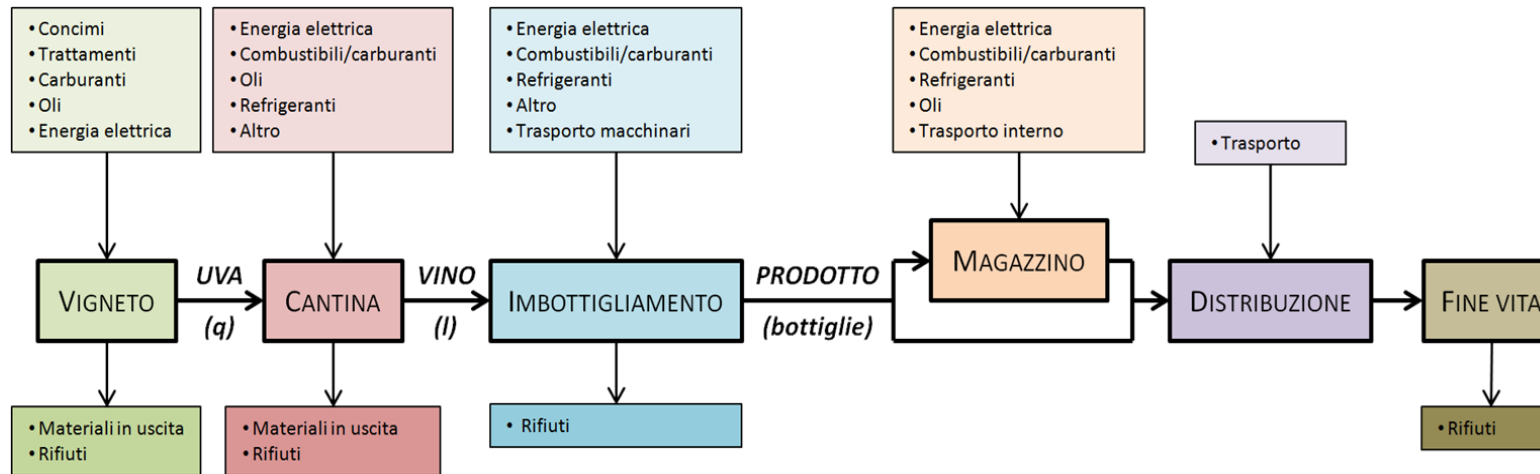 • Concimi
• Trattamenti
• Carburanti
• Oli
• Energia elettrica
• Energia elettrica
• Combustibili/carburanti
• Oli
• Refrigeranti
• Altro
• Energia elettrica
• Combustibili/carburanti
• Refrigeranti
• Altro
• Trasporto macchinari
• Energia elettrica
• Combustibili/carburanti
• Refrigeranti
• Oli
• Trasporto interno
• Trasporto
VIGNETO
UVA
(q)
CANTINA
VINO
(l)
IMBOTTIGLIAMENTO
PRODOTTO
(bottiglie)
MAGAZZINO
DISTRIBUZIONE
FINE VITA
• Materiali in uscita
• Rifiuti
• Materiali in uscita
• Rifiuti
• Rifiuti
• Rifiuti